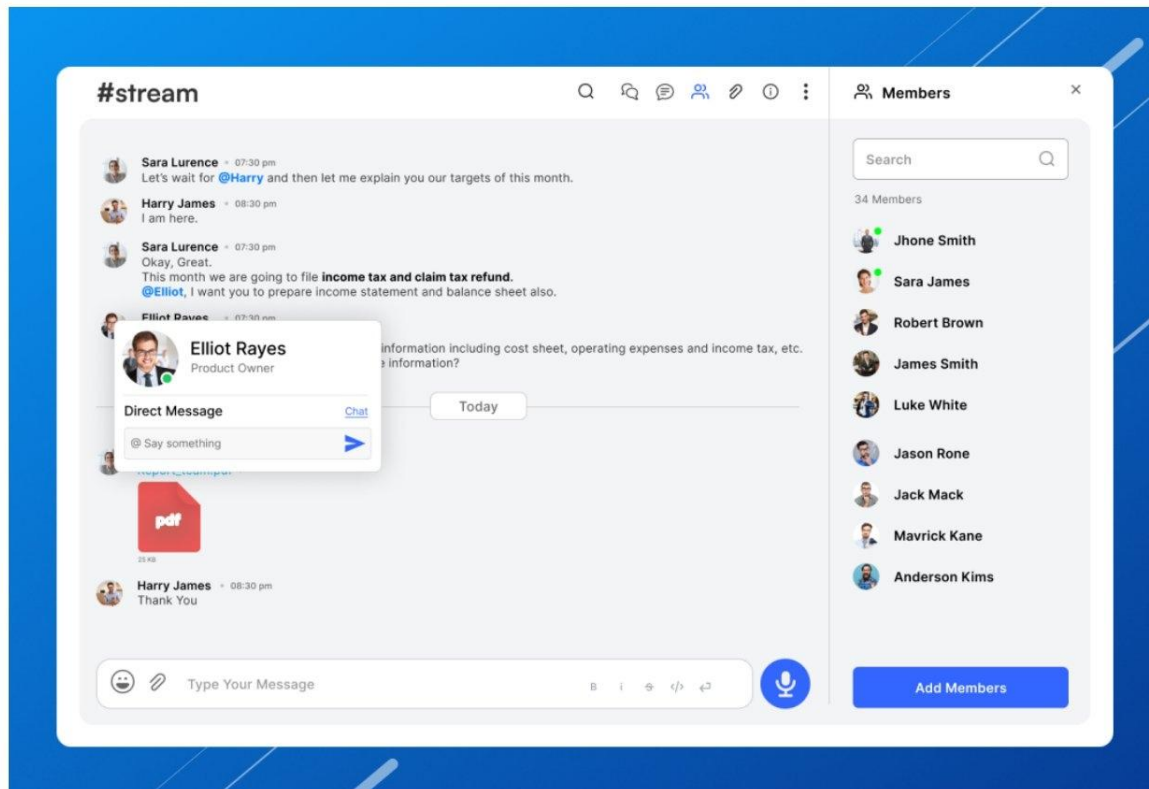 #stream
Sara Lurence 07:30 pm
Let's wait for @Harry and then let me explain you our targets of this month.
Harry James 08:30 pm
I am here.
Sara Lurence 07:30 pm
Okay, Great.
This month we are going to file income tax and claim tax refund.
@Elliot, I want you to prepare income statement and balance sheet also.
Elliot Rayes 07:30 pm
information including cost sheet, operating expenses and income tax, etc.
information?
Elliot Rayes
Product Owner
Direct Message Chat
@ Say something
Today
Report_team.pdf
pdf
25 KB
Harry James 08:30 pm
Thank You
Type Your Message
B i S </>
Members
Search
34 Members
Jhone Smith
Sara James
Robert Brown
James Smith
Luke White
Jason Rone
Jack Mack
Mavrick Kane
Anderson Kims
Add Members